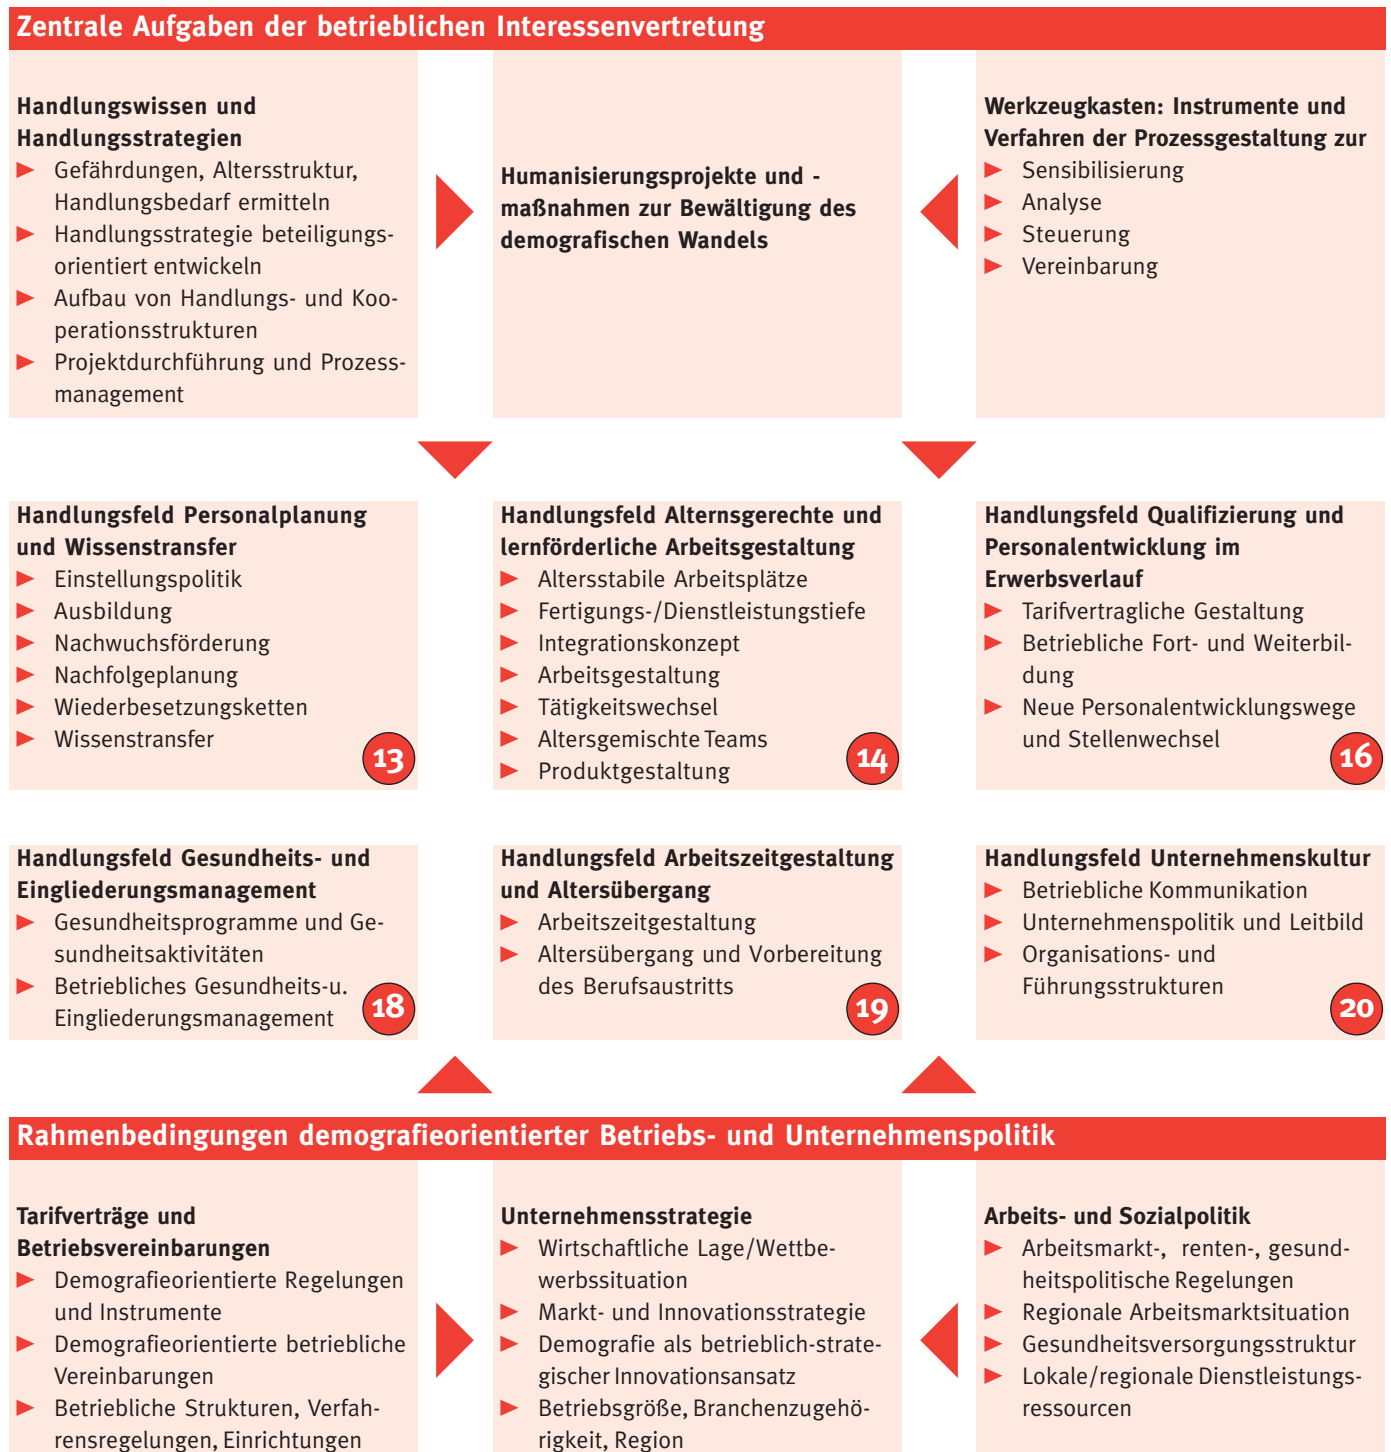 Zentrale Aufgaben der betrieblichen Interessenvertretung
Handlungswissen und
Handlungsstrategien
Gefährdungen, Altersstruktur,
Handlungsbedarf ermitteln
Handlungsstrategie beteiligungs-
orientiert entwickeln
Aufbau von Handlungs- und Koo-
perationsstrukturen
Projektdurchführung und Prozess-
management
Humanisierungsprojekte und -
maßnahmen zur Bewältigung des
demografischen Wandels
Werkzeugkasten: Instrumente und
Verfahren der Prozessgestaltung zur
Sensibilisierung
Analyse
Steuerung
Vereinbarung
Handlungsfeld Personalplanung
und Wissenstransfer
Einstellungspolitik
Ausbildung
Nachwuchsförderung
Nachfolgeplanung
Wiederbesetzungsketten
Wissenstransfer
13
Handlungsfeld Alternsgerechte und
lernförderliche Arbeitsgestaltung
Altersstabile Arbeitsplätze
Fertigungs-/Dienstleistungstiefe
Integrationskonzept
Arbeitsgestaltung
Tätigkeitswechsel
Altersgemischte Teams
Produktgestaltung
14
Handlungsfeld Qualifizierung und
Personalentwicklung im
Erwerbsverlauf
Tarifvertragliche Gestaltung
Betriebliche Fort- und Weiterbil-
dung
Neue Personalentwicklungswege
und Stellenwechsel
16
Handlungsfeld Gesundheits- und
Eingliederungsmanagement
Gesundheitsprogramme und Ge-
sundheitsaktivitäten
Betriebliches Gesundheits-u.
Eingliederungsmanagement
18
Handlungsfeld Arbeitszeitgestaltung
und Altersübergang
Arbeitszeitgestaltung
Altersübergang und Vorbereitung
des Berufsaustritts
19
Handlungsfeld Unternehmenskultur
Betriebliche Kommunikation
Unternehmenspolitik und Leitbild
Organisations- und
Führungsstrukturen
20
Rahmenbedingungen demografieorientierter Betriebs- und Unternehmenspolitik
Tarifverträge und
Betriebsvereinbarungen
Demografieorientierte Regelungen
und Instrumente
Demografieorientierte betriebliche
Vereinbarungen
Betriebliche Strukturen, Verfah-
rensregelungen, Einrichtungen
Unternehmensstrategie
Wirtschaftliche Lage/Wettbe-
werbssituation
Markt- und Innovationsstrategie
Demografie als betrieblich-strate-
gischer Innovationsansatz
Betriebsgröße, Branchenzugehö-
rigkeit, Region
Arbeits- und Sozialpolitik
Arbeitsmarkt-, renten-, gesund-
heitspolitische Regelungen
Regionale Arbeitsmarktsituation
Gesundheitsversorgungsstruktur
Lokale/regionale Dienstleistungs-
ressourcen